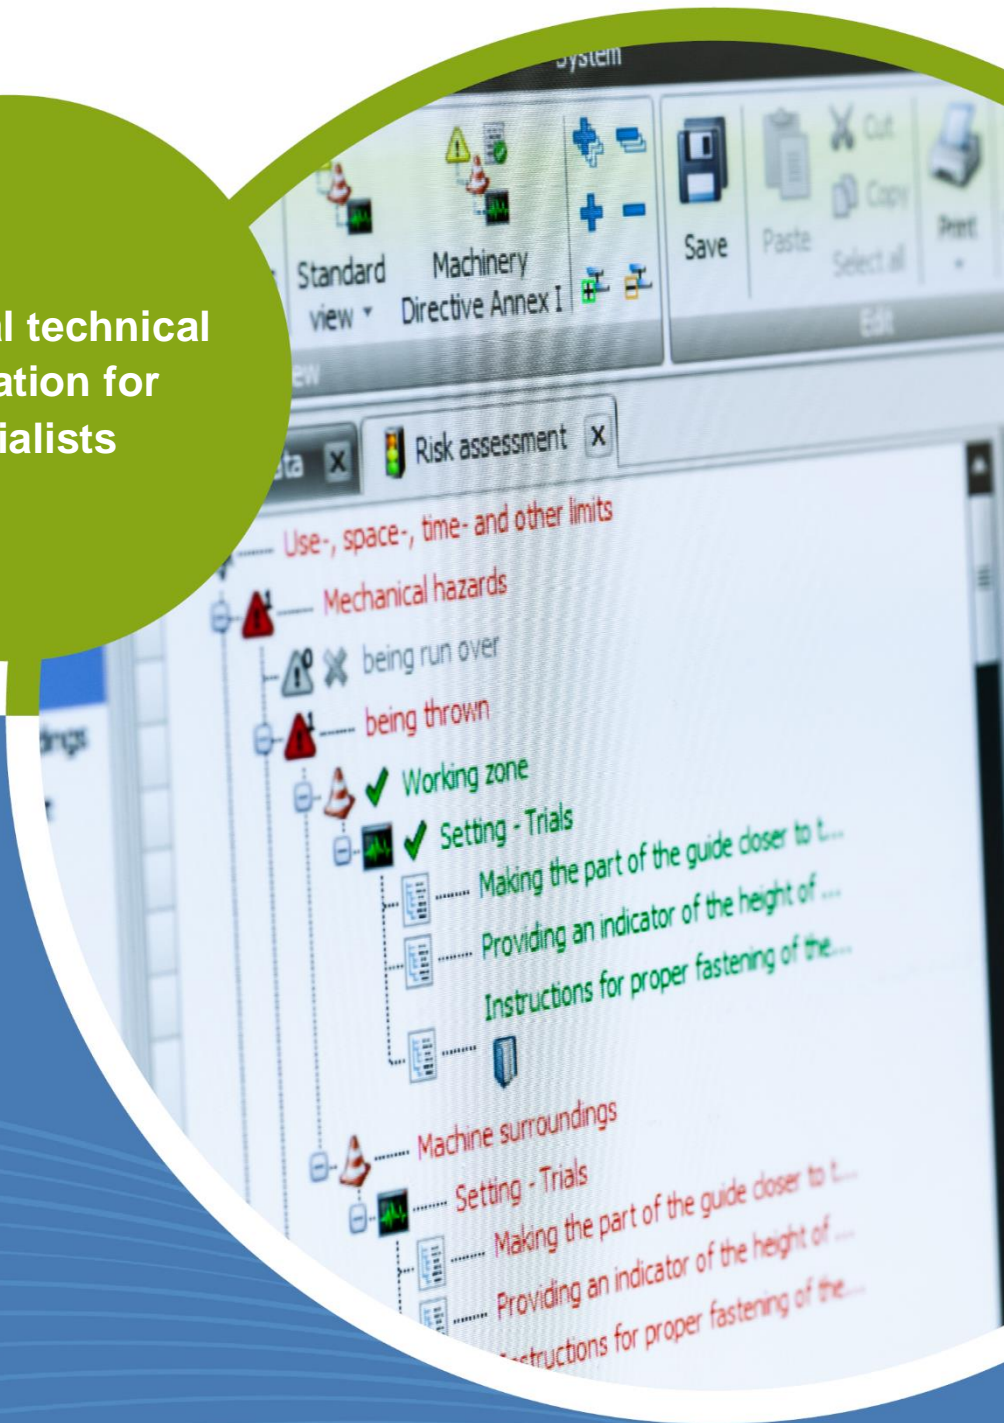 System
Standard
view
Machinery
Directive Annex I
Save
Paste
Cut
Copy
Select all
Print
Edit
al technical
ation for
ialists
Risk assessment
Use-, space-, time- and other limits
Mechanical hazards
being run over
being thrown
Working zone
Setting - Trials
Making the part of the guide closer to t...
Providing an indicator of the height of ...
Instructions for proper fastening of the...
Machine surroundings
Setting - Trials
Making the part of the guide closer to t...
Providing an indicator of the height of ...
Instructions for proper fastening of the...